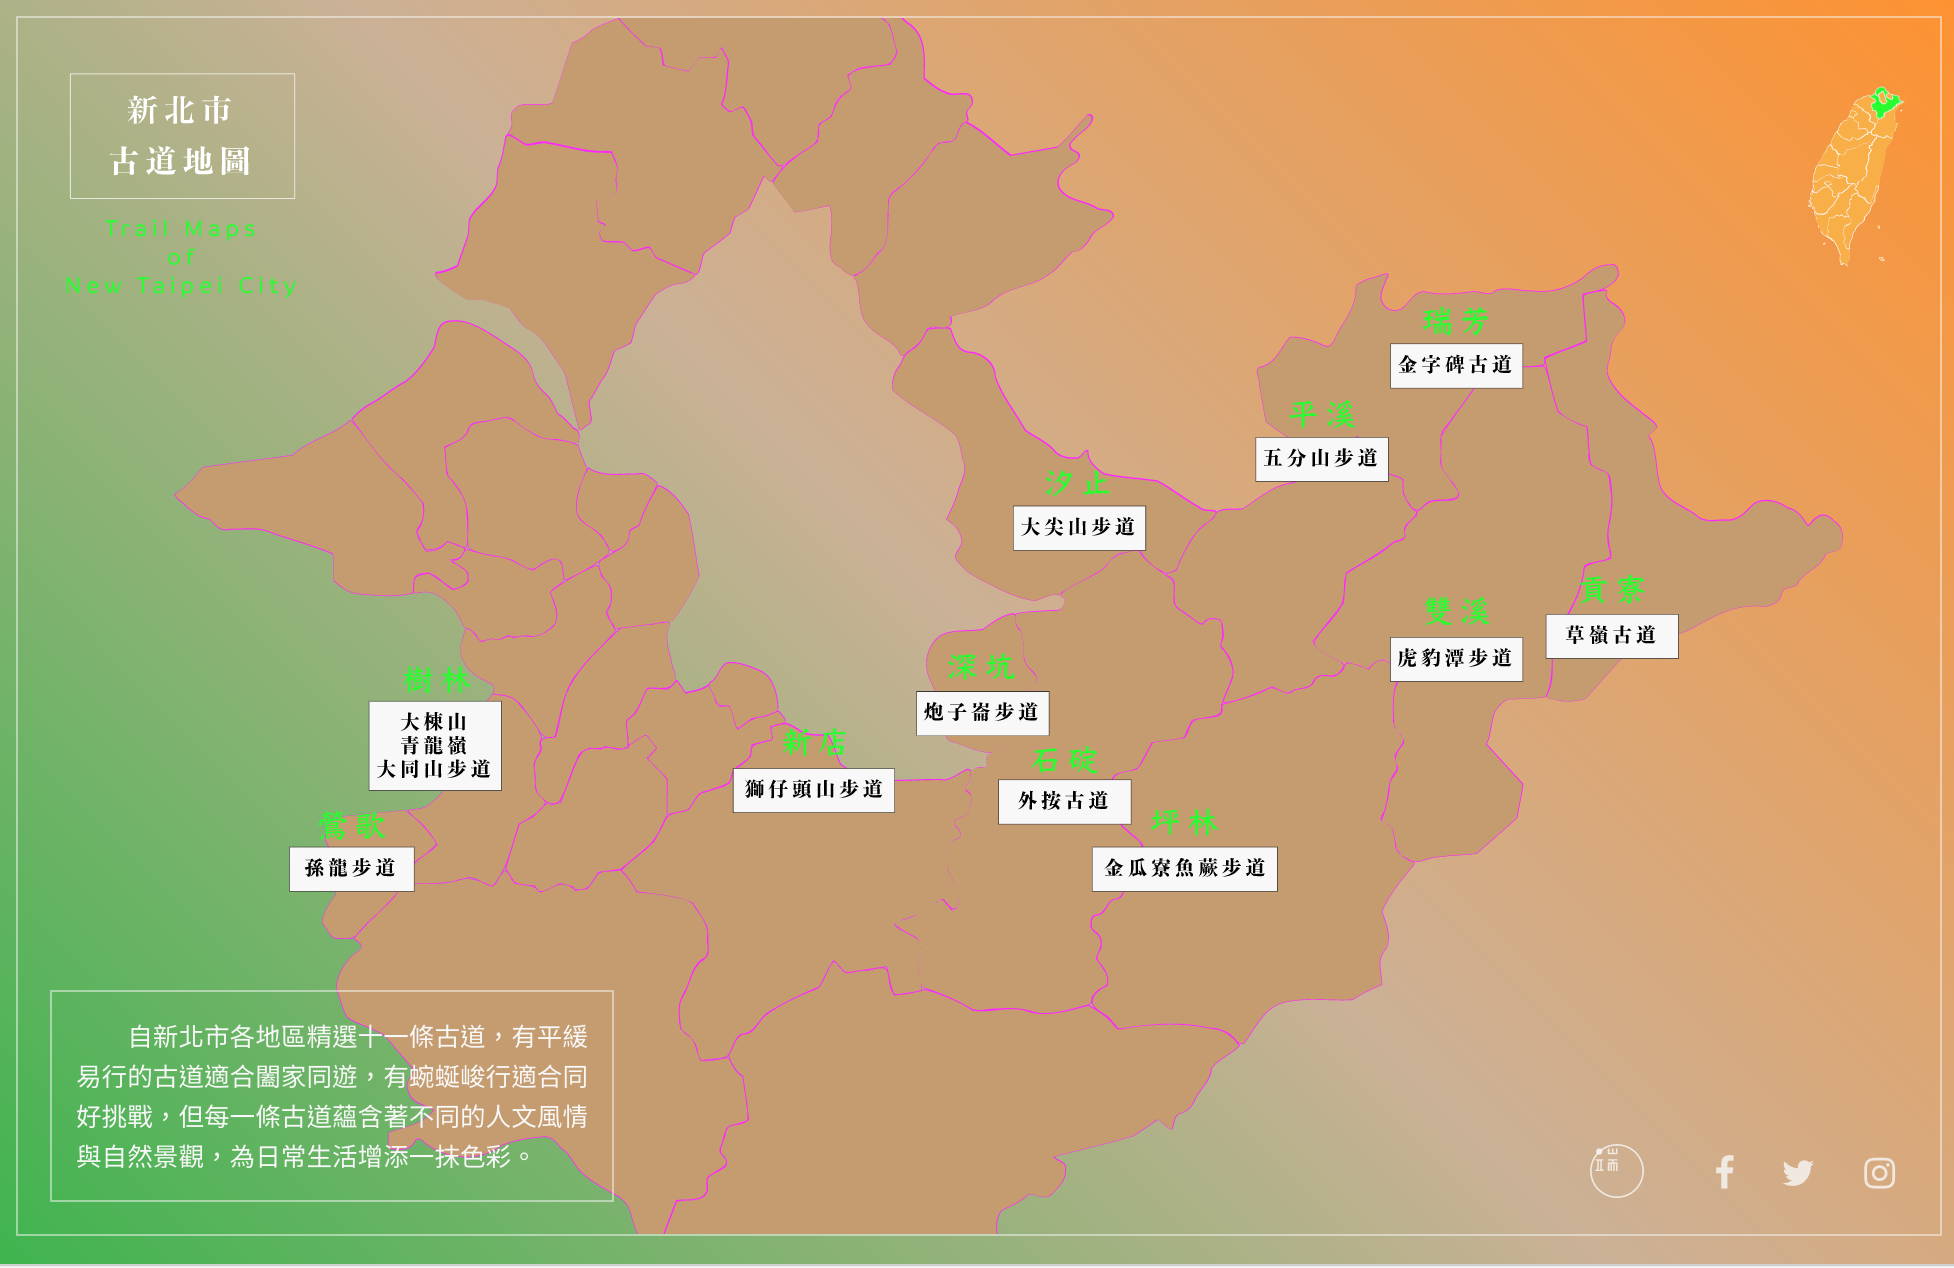 新北市
古道地圖
Trail Maps
of
New Taipei City
瑞芳
金字碑古道
平溪
五分山步道
汐止
大尖山步道
貢寮
草嶺古道
雙溪
虎豹潭步道
深坑
炮子崙步道
樹林
大棟山
青龍嶺
大同山步道
新店
獅仔頭山步道
石碇
外按古道
坪林
金瓜寮魚蕨步道
鶯歌
孫龍步道
自新北市各地區精選十一條古道，有平緩
易行的古道適合闔家同遊，有蜿蜒峻行適合同
好挑戰，但每一條古道蘊含著不同的人文風情
與自然景觀，為日常生活增添一抹色彩。